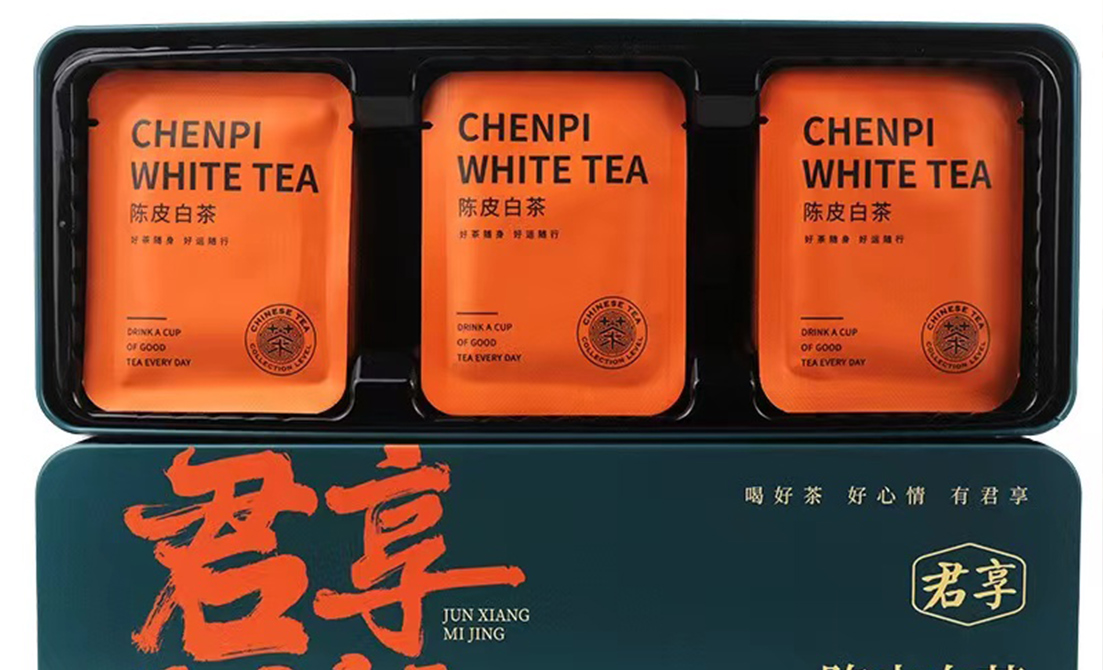 CHENPI
WHITE TEA
陈皮白茶
好茶随身 好运随行
DRINK A CUP
OF GOOD
TEA EVERY DAY
CHINESE TEA
茶
COLLECTION LEVEL
CHENPI
WHITE TEA
陈皮白茶
好茶随身 好运随行
DRINK A CUP
OF GOOD
TEA EVERY DAY
CHINESE TEA
茶
COLLECTION LEVEL
CHENPI
WHITE TEA
陈皮白茶
好茶随身 好运随行
DRINK A CUP
OF GOOD
TEA EVERY DAY
CHINESE TEA
茶
COLLECTION LEVEL
君享
JUN XIANG
MI JING
喝好茶 好心情 有君享
君享